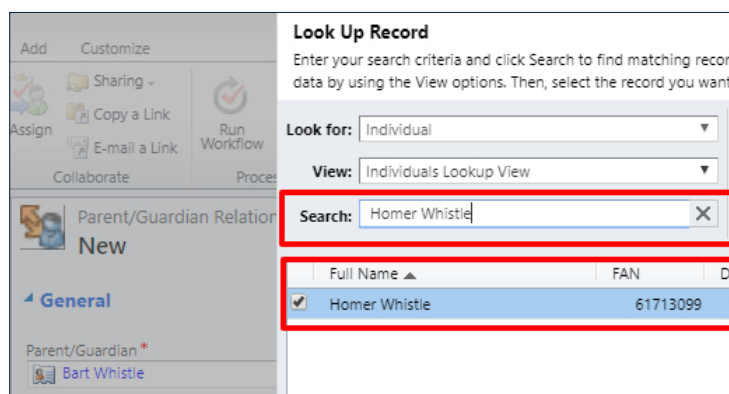 Add Customize
Sharing
Copy a Link
Assign
E-mail a Link
Run
Workflow
Collaborate
Proces
Parent/Guardian Relation
New
General
Parent/Guardian *
Bart Whistle
Look Up Record
Enter your search criteria and click Search to find matching recor
data by using the View options. Then, select the record you want
Look for: Individual
View: Individuals Lookup View
Search: Homer Whistle
Full Name FAN D
Homer Whistle 61713099